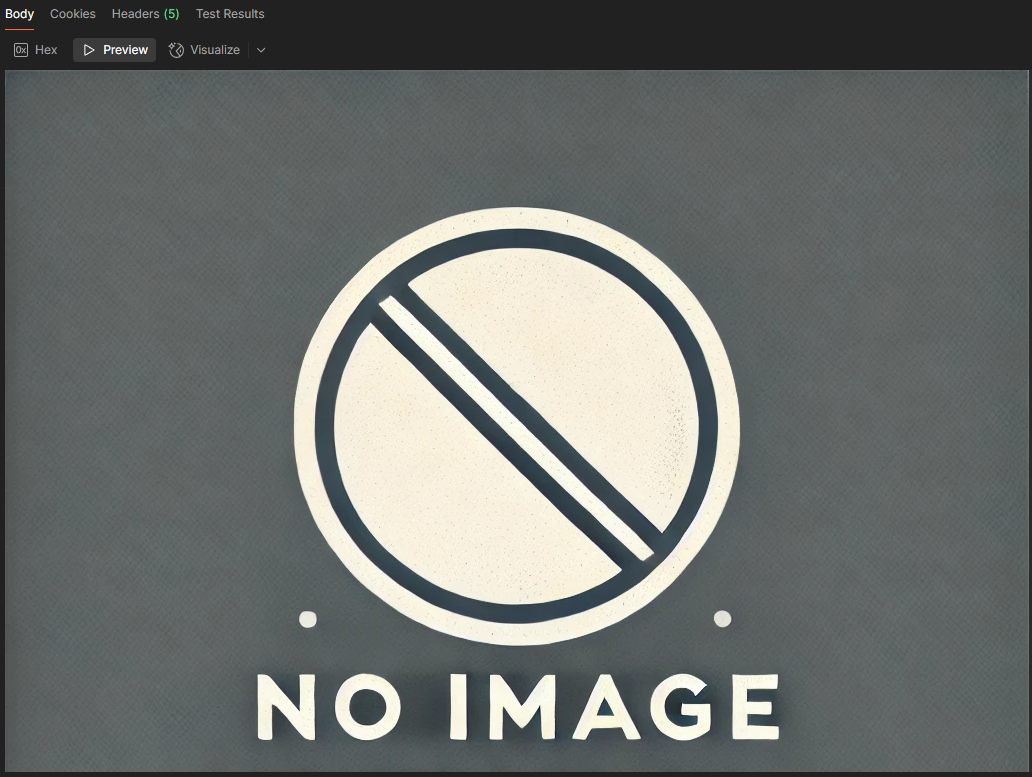 Body Cookies Headers (5) Test Results
0x Hex Preview Visualize
NO IMAGE